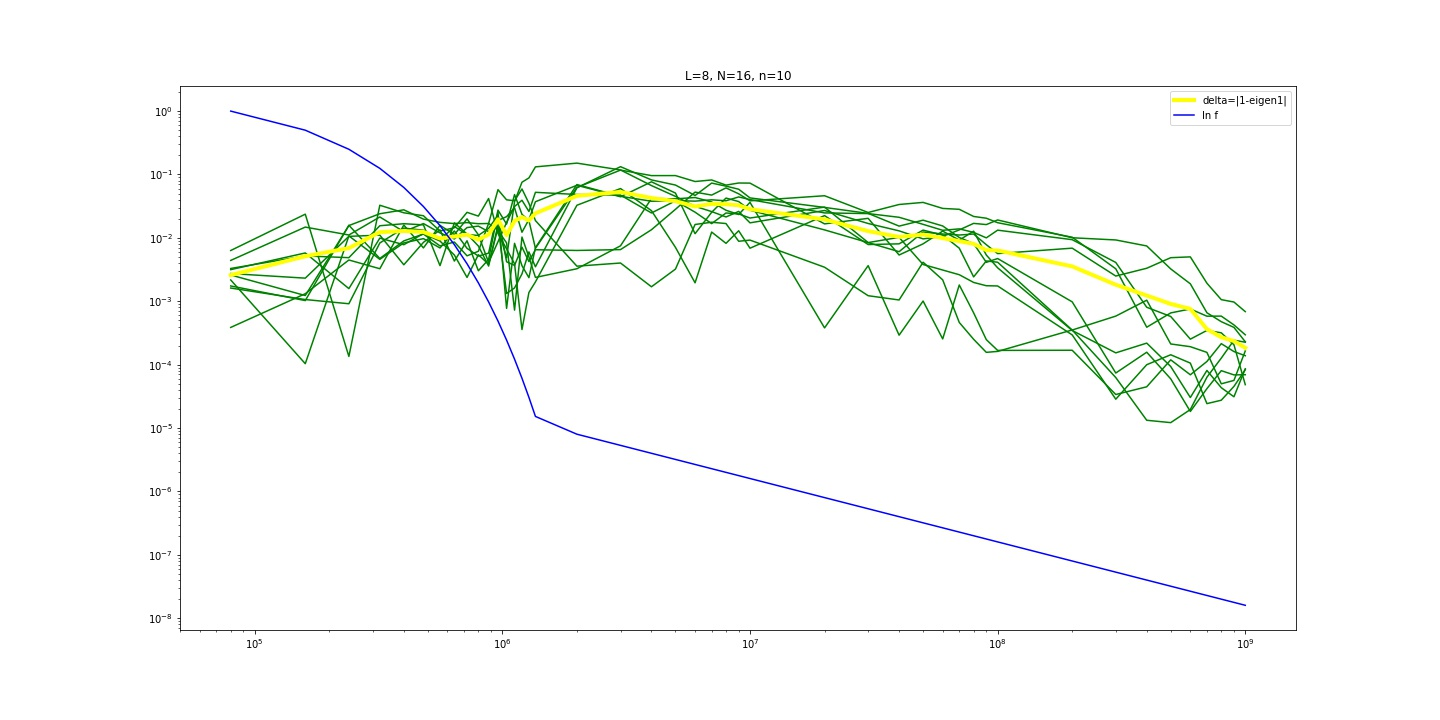 L=8, N=16, n=10
delta=|1-eigen1|
ln f
10⁰
10⁻¹
10⁻²
10⁻³
10⁻⁴
10⁻⁵
10⁻⁶
10⁻⁷
10⁻⁸
10⁵ 10⁶ 10⁷ 10⁸ 10⁹